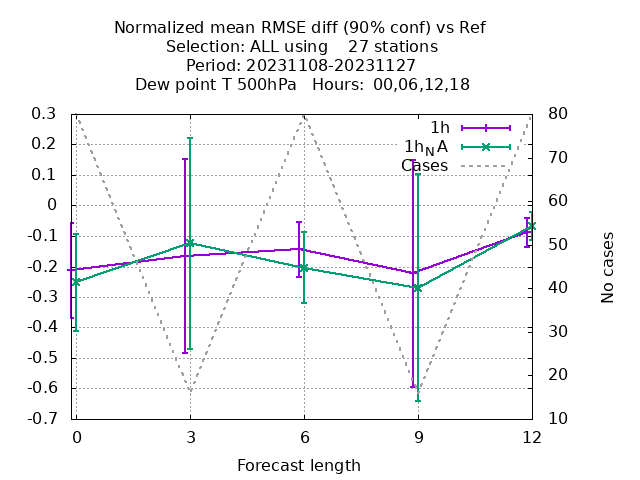 Normalized mean RMSE diff (90% conf) vs Ref
Selection: ALL using    27 stations
Period: 20231108-20231127
Dew point T 500hPa   Hours: 00,06,12,18
0.3
0.2
0.1
0
-0.1
-0.2
-0.3
-0.4
-0.5
-0.6
-0.7
80
70
60
50
40
30
20
10
1h
1h_N A
Cases
No cases
0 3 6 9 12
Forecast length